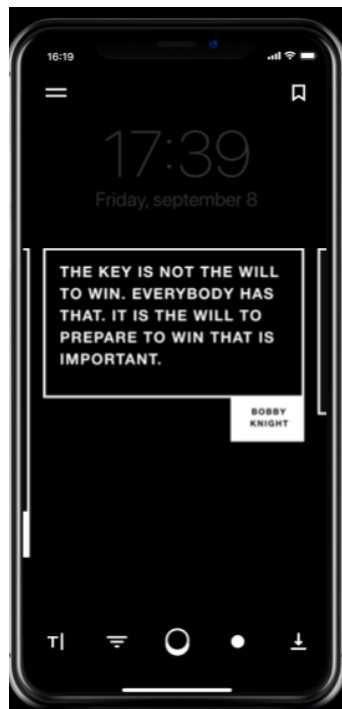 16:19
17:39
Friday, september 8
THE KEY IS NOT THE WILL
TO WIN. EVERYBODY HAS
THAT. IT IS THE WILL TO
PREPARE TO WIN THAT IS
IMPORTANT.
BOBBY
KNIGHT
T|